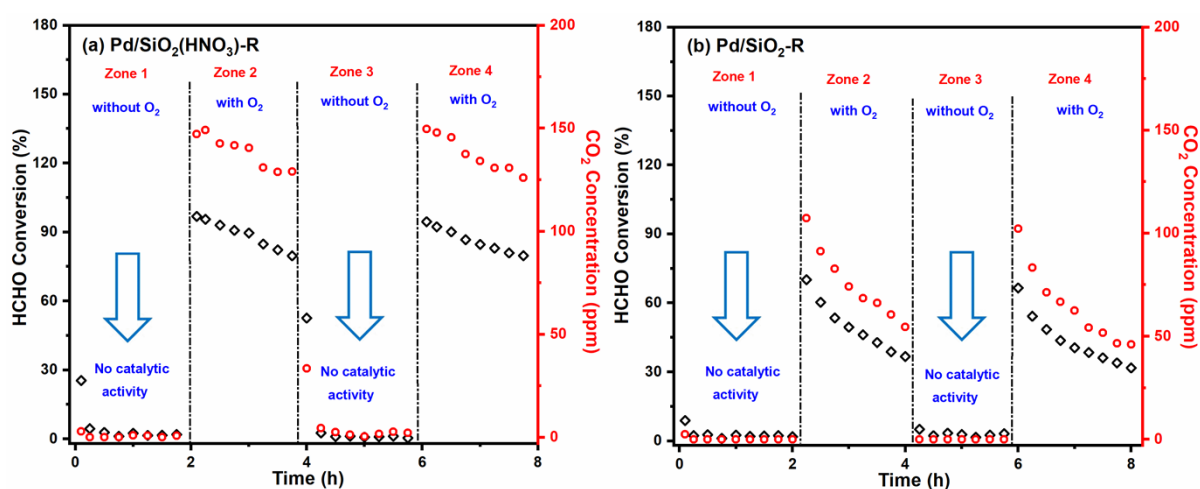 (a) Pd/SiO₂(HNO₃)-R
Zone 1
Zone 2
Zone 3
Zone 4
without O₂
with O₂
without O₂
with O₂
No catalytic
activity
No catalytic
activity
HCHO Conversion (%)
180
150
120
90
60
30
0
0
2
4
6
8
Time (h)
200
150
100
50
0
CO₂ Concentration (ppm)
(b) Pd/SiO₂-R
Zone 1
Zone 2
Zone 3
Zone 4
without O₂
with O₂
without O₂
with O₂
No catalytic
activity
No catalytic
activity
HCHO Conversion (%)
180
150
120
90
60
30
0
0
2
4
6
8
Time (h)
200
150
100
50
0
CO₂ Concentration (ppm)